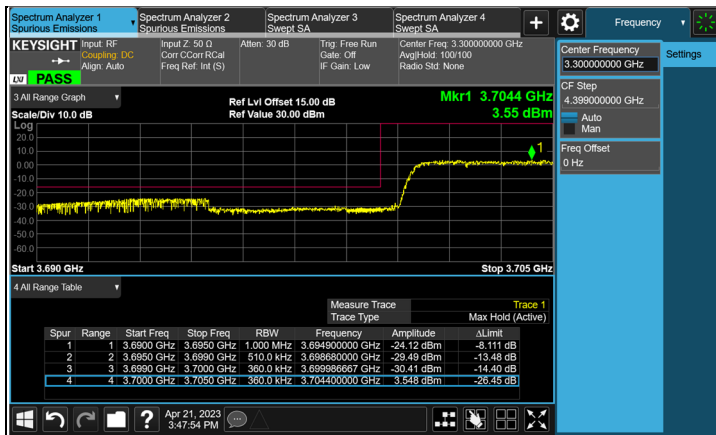 Spectrum Analyzer 1
Spurious Emissions
Spectrum Analyzer 2
Spurious Emissions
Spectrum Analyzer 3
Swept SA
Spectrum Analyzer 4
Swept SA
Frequency
KEYSIGHT
LXI PASS
Input: RF
Coupling: DC
Align: Auto
Input Z: 50 Ω
Corr CCorr RCal
Freq Ref: Int (S)
Atten: 30 dB
Trig: Free Run
Gate: Off
IF Gain: Low
Center Freq: 3.300000000 GHz
Avg|Hold: 100/100
Radio Std: None
Center Frequency
3.300000000 GHz
Settings
CF Step
4.399000000 GHz
Auto
Man
Freq Offset
0 Hz
3 All Range Graph
Ref Lvl Offset 15.00 dB
Mkr1 3.7044 GHz
Scale/Div 10.0 dB
Ref Value 30.00 dBm
3.55 dBm
Log
20.0
10.0
0.00
-10.0
-20.0
-30.0
-40.0
-50.0
-60.0
1
Start 3.690 GHz
Stop 3.705 GHz
4 All Range Table
Measure Trace Trace 1
Trace Type Max Hold (Active)
Spur Range Start Freq Stop Freq RBW Frequency Amplitude ΔLimit
1 1 3.6900 GHz 3.6950 GHz 1.000 MHz 3.694900000 GHz -24.12 dBm -8.111 dB
2 2 3.6950 GHz 3.6990 GHz 510.0 kHz 3.698680000 GHz -29.49 dBm -13.48 dB
3 3 3.6990 GHz 3.7000 GHz 360.0 kHz 3.699986667 GHz -30.41 dBm -14.40 dB
4 4 3.7000 GHz 3.7050 GHz 360.0 kHz 3.704400000 GHz 3.548 dBm -26.45 dB
Apr 21, 2023
3:47:54 PM